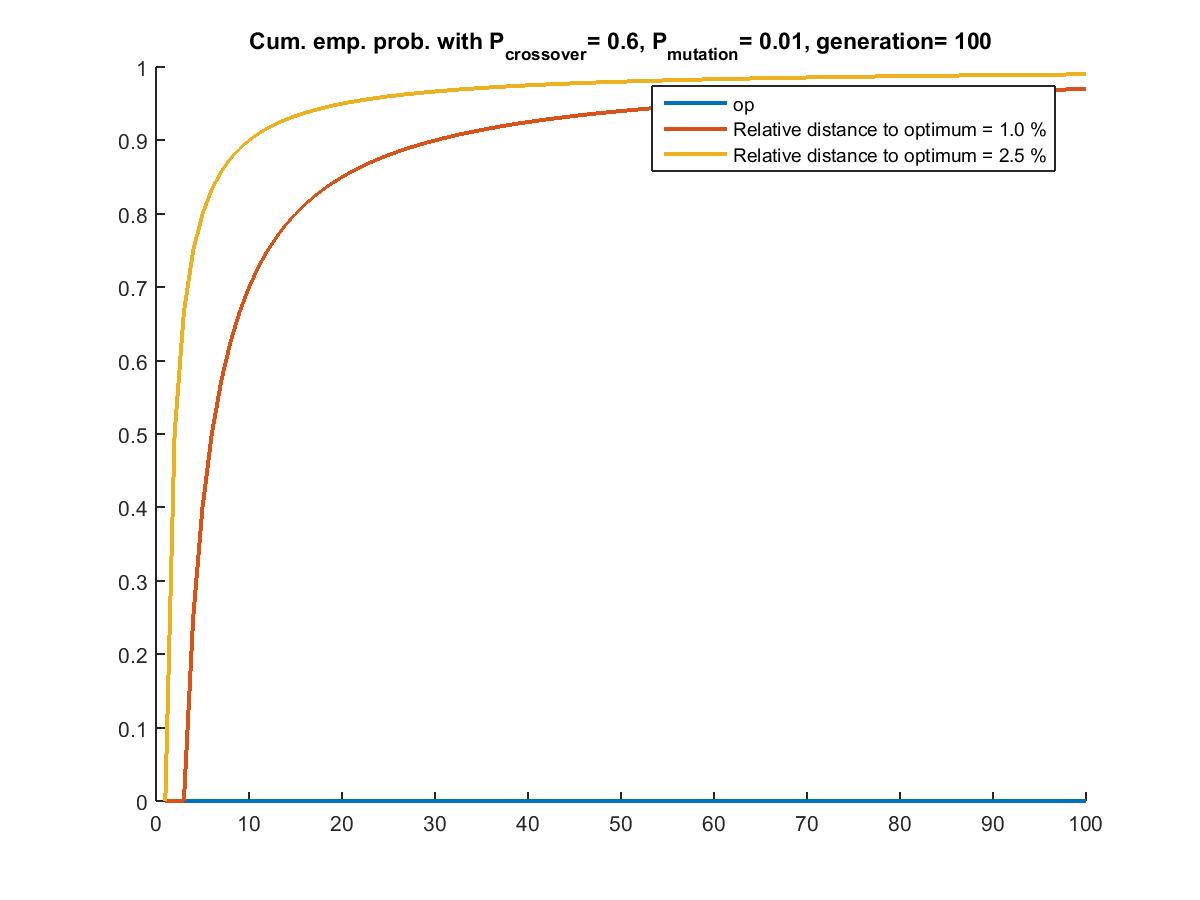 Cum. emp. prob. with P_crossover = 0.6, P_mutation = 0.01, generation= 100
1
0.9
0.8
0.7
0.6
0.5
0.4
0.3
0.2
0.1
0
op
Relative distance to optimum = 1.0 %
Relative distance to optimum = 2.5 %
0 10 20 30 40 50 60 70 80 90 100